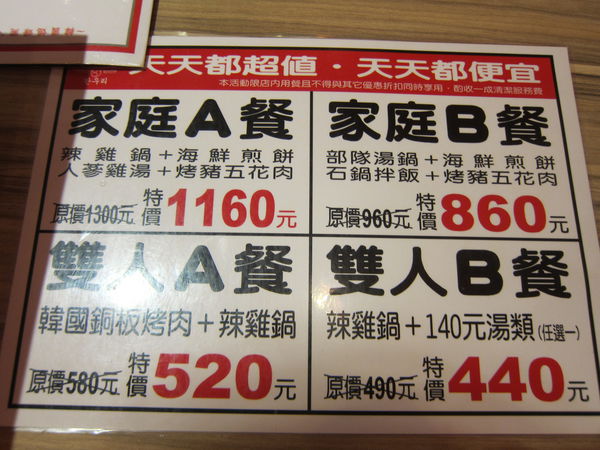 天天都超值・天天都便宜
한우리
本活動限店內用餐且不得與其它優惠折扣同時享用・酌收一成清潔服務費
家庭A餐
辣雞鍋＋海鮮煎餅
人蔘雞湯＋烤豬五花肉
原價1300元 特價1160元
家庭B餐
部隊湯鍋＋海鮮煎餅
石鍋拌飯＋烤豬五花肉
原價960元 特價860元
雙人A餐
韓國銅板烤肉＋辣雞鍋
原價580元 特價520元
雙人B餐
辣雞鍋＋140元湯類(任選一)
原價490元 特價440元